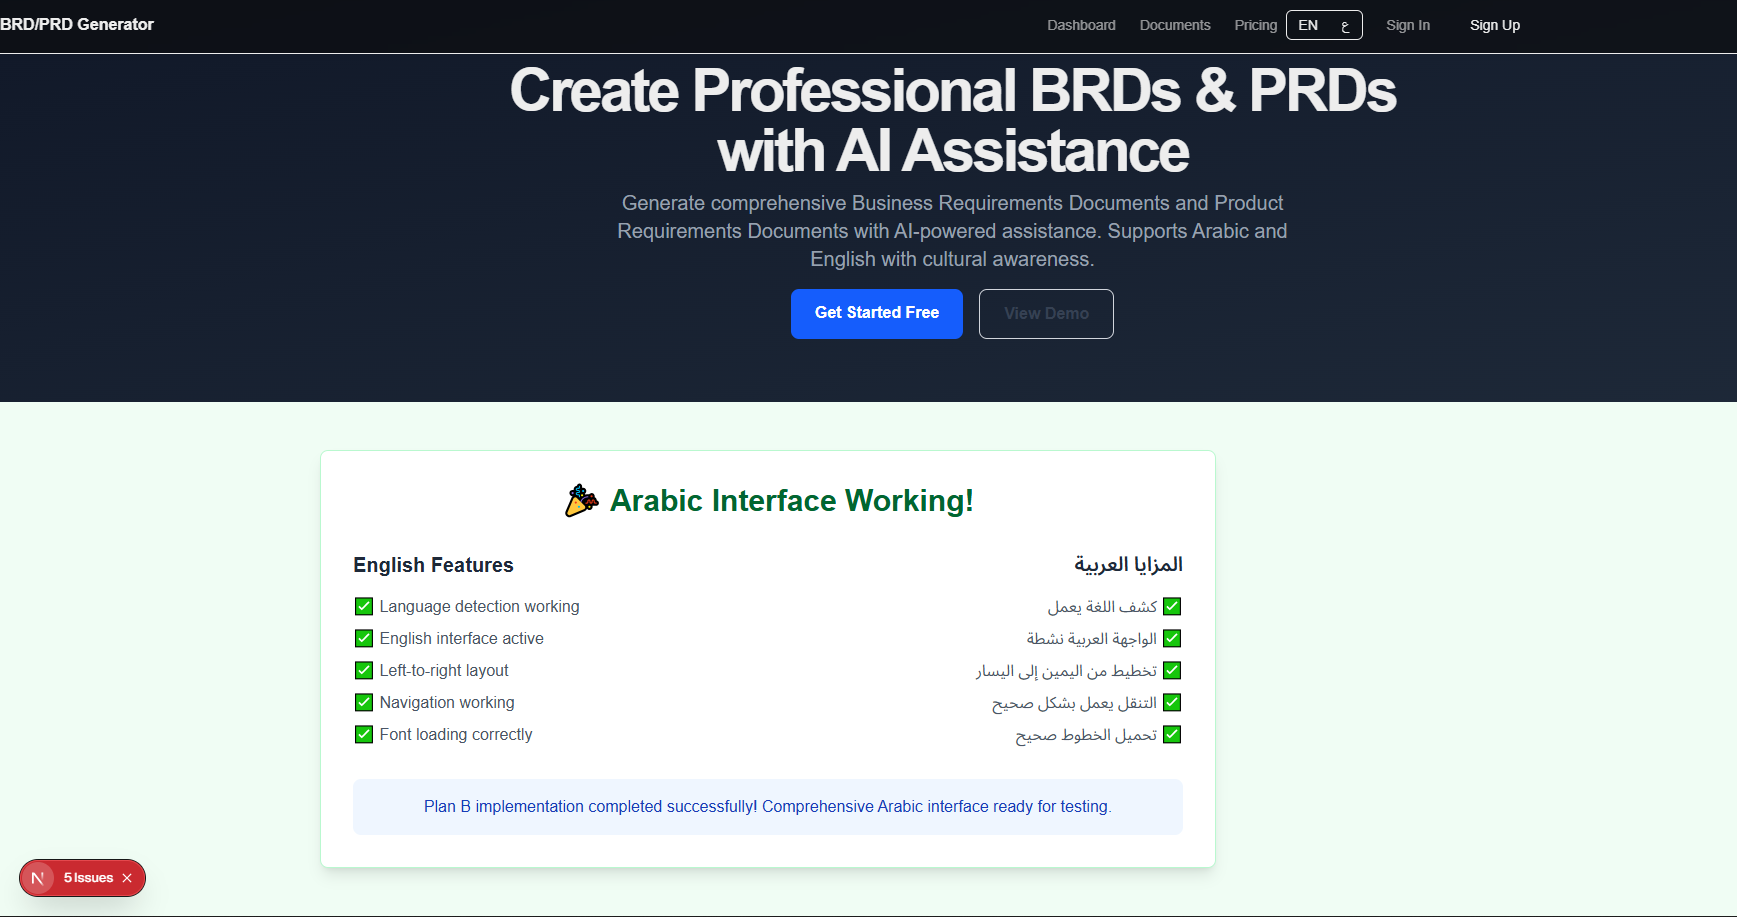 BRD/PRD Generator
Dashboard
Documents
Pricing
EN
ع
Sign In
Sign Up
Create Professional BRDs & PRDs
with AI Assistance
Generate comprehensive Business Requirements Documents and Product
Requirements Documents with AI-powered assistance. Supports Arabic and
English with cultural awareness.
Get Started Free
View Demo
🎉 Arabic Interface Working!
English Features
✅ Language detection working
✅ English interface active
✅ Left-to-right layout
✅ Navigation working
✅ Font loading correctly
المزايا العربية
✅ كشف اللغة يعمل
✅ الواجهة العربية نشطة
✅ تخطيط من اليمين إلى اليسار
✅ التنقل يعمل بشكل صحيح
✅ تحميل الخطوط صحيح
Plan B implementation completed successfully! Comprehensive Arabic interface ready for testing.
N
5 Issues